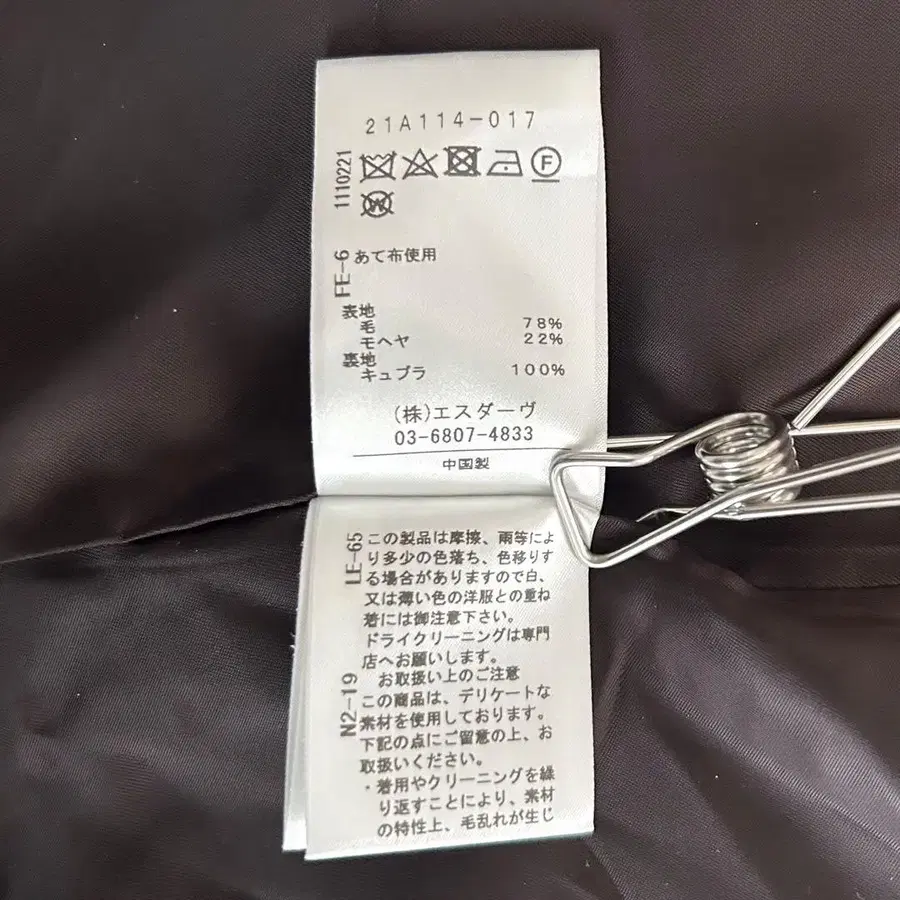 21A114-017
1110221
F
W
FE-6
あて布使用
表地
毛 78%
モヘヤ 22%
裏地
キュプラ 100%
(株)エスダーヴ
03-6807-4833
中国製
LE-65
この製品は摩擦、雨等によ
り多少の色落ち、色移りす
る場合がありますので白、
又は薄い色の洋服との重ね
着には御注意下さい。
ドライクリーニングは専門
店へお願いします。
お取扱い上のご注意
N2-19
この商品は、デリケートな
素材を使用しております。
下記の点にご留意の上、お
取扱いください。
・着用やクリーニングを繰
り返すことにより、素材
の特性上、毛乱れが生じ